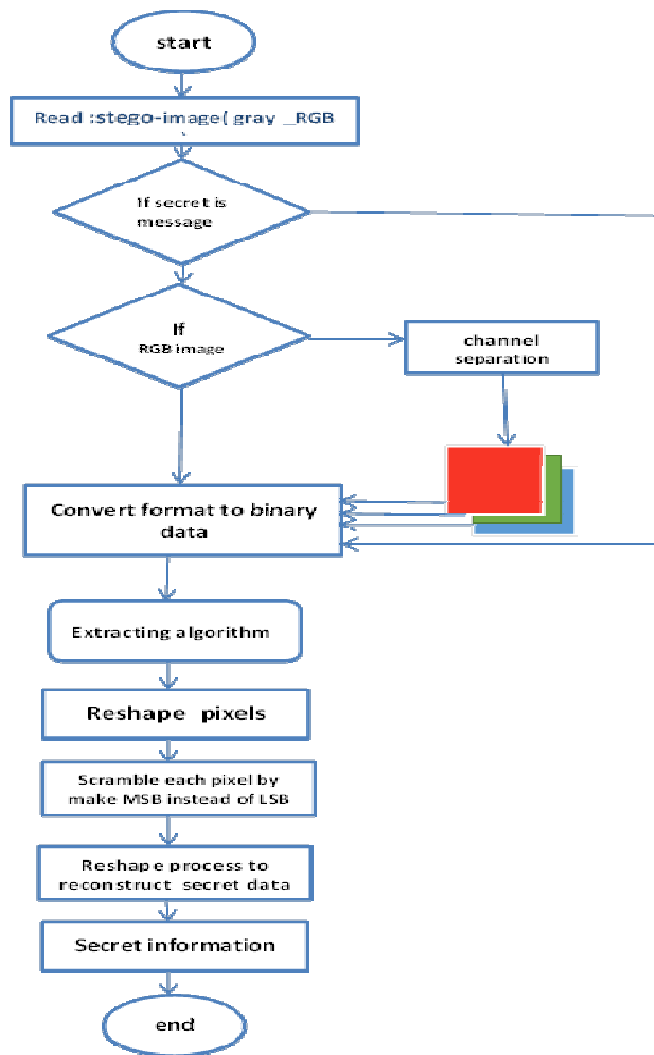 start
Read :stego-image( gray _RGB
If secret is
message
If
RGB image
channel
separation
Convert format to binary
data
Extracting algorithm
Reshape pixels
Scramble each pixel by
make MSB instead of LSB
Reshape process to
reconstruct secret data
Secret information
end